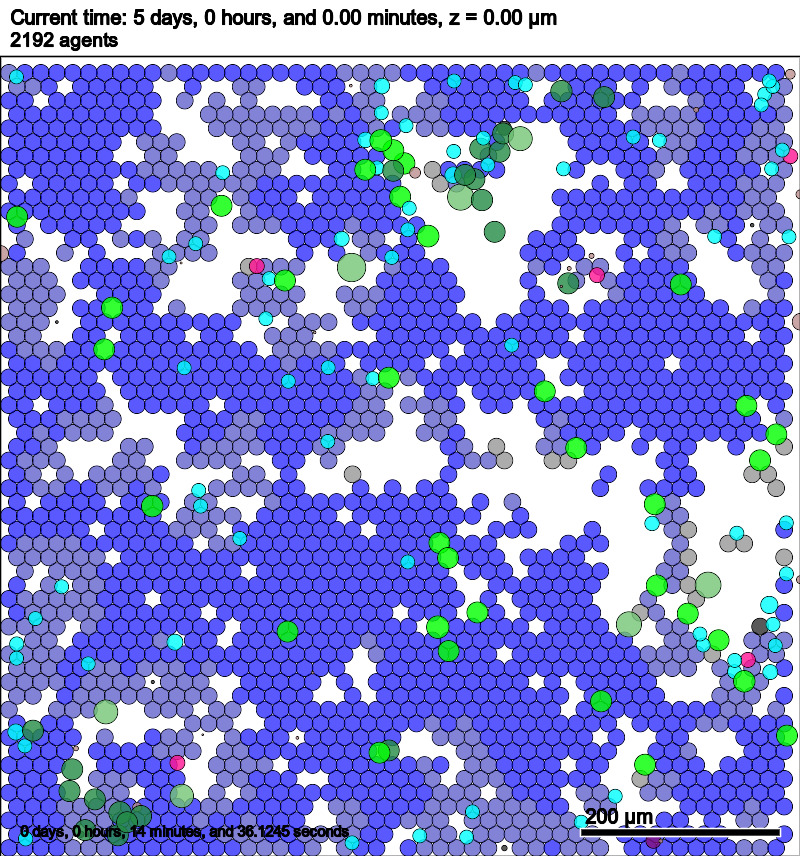 Current time: 5 days, 0 hours, and 0.00 minutes, z = 0.00 μm
2192 agents
200 μm
0 days, 0 hours, 14 minutes, and 36.1245 seconds